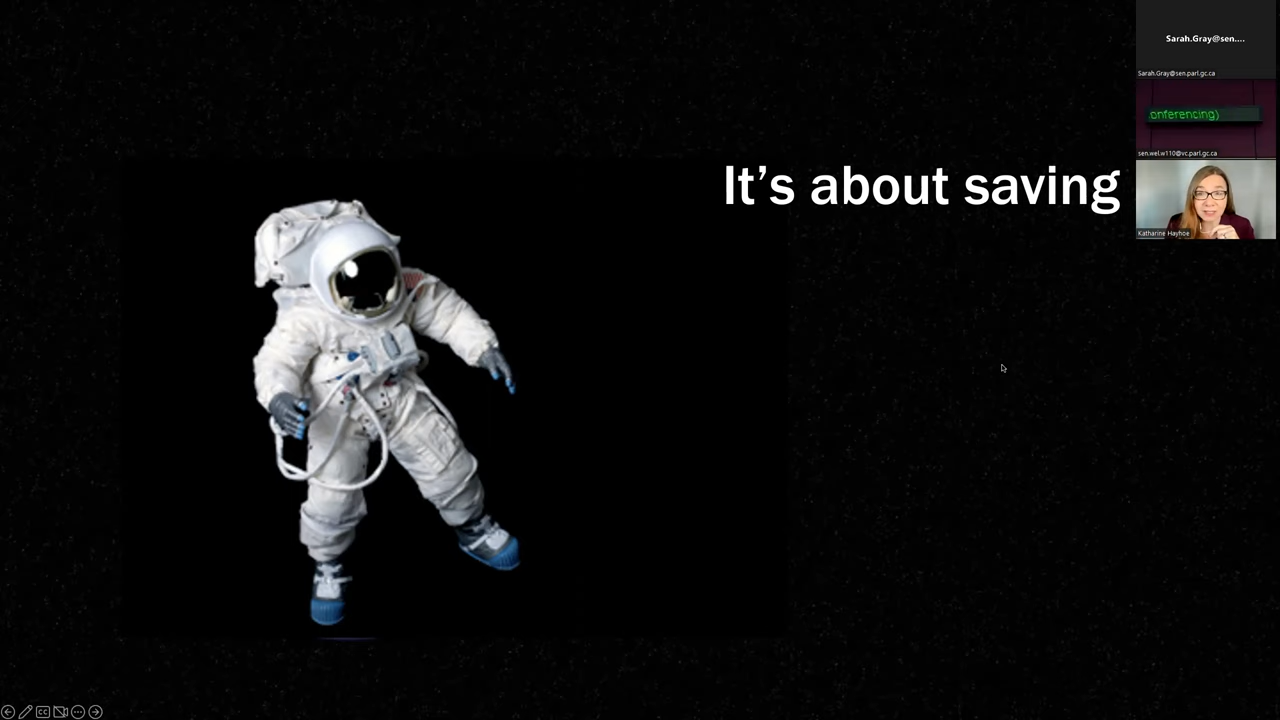 It's about saving
Sarah.Gray@sen....
Sarah.Gray@sen.parl.gc.ca
onferencing)
sen.wel.w110@vc.parl.gc.ca
Katharine Hayhoe
CC